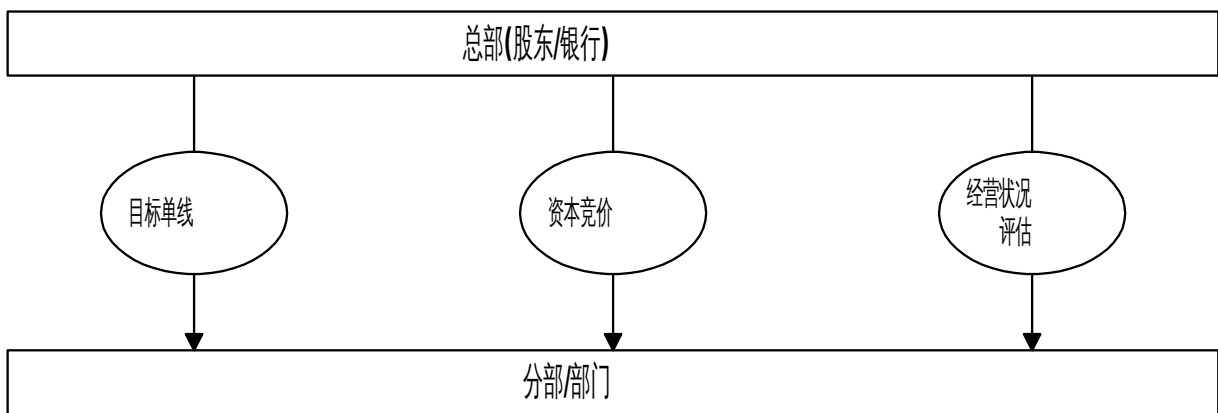 总部(股东/银行)
目标单线
资本竞价
经营状况
评估
分部/部门